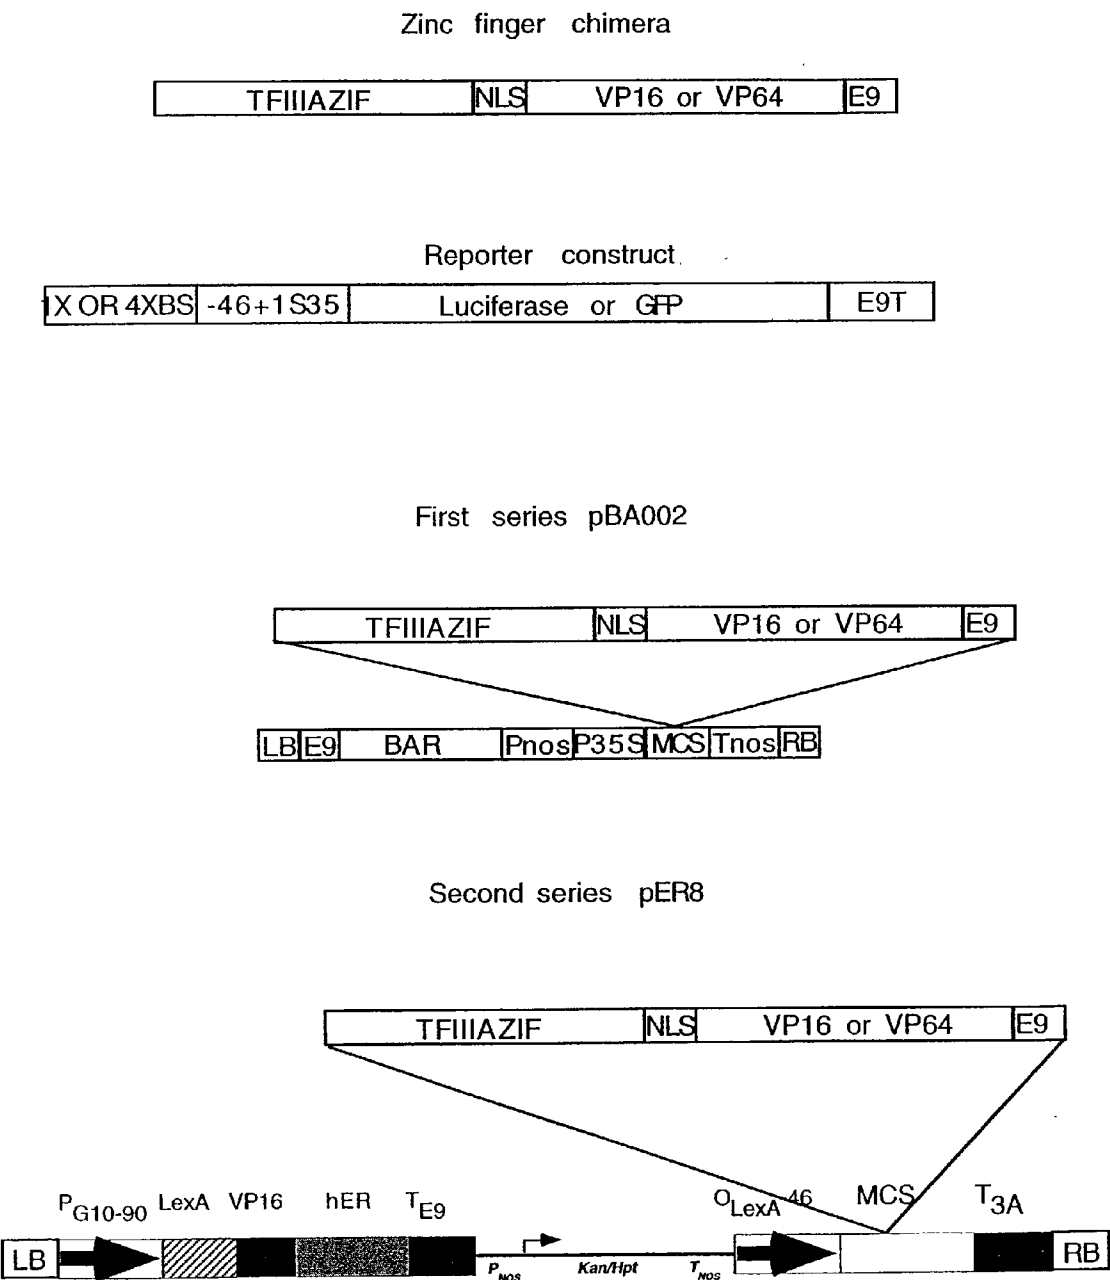 Zinc finger chimera
TFIIIAZIF NLS VP16 or VP64 E9
Reporter construct
1X OR 4XBS -46+1S35 Luciferase or GFP E9T
First series pBA002
TFIIIAZIF NLS VP16 or VP64 E9
LB E9 BAR Pnos P35S MCS Tnos RB
Second series pER8
TFIIIAZIF NLS VP16 or VP64 E9
PG10-90 LexA VP16 hER TE9 OLexA 46 MCS T3A
LB PNOS Kan/Hpt TNOS RB